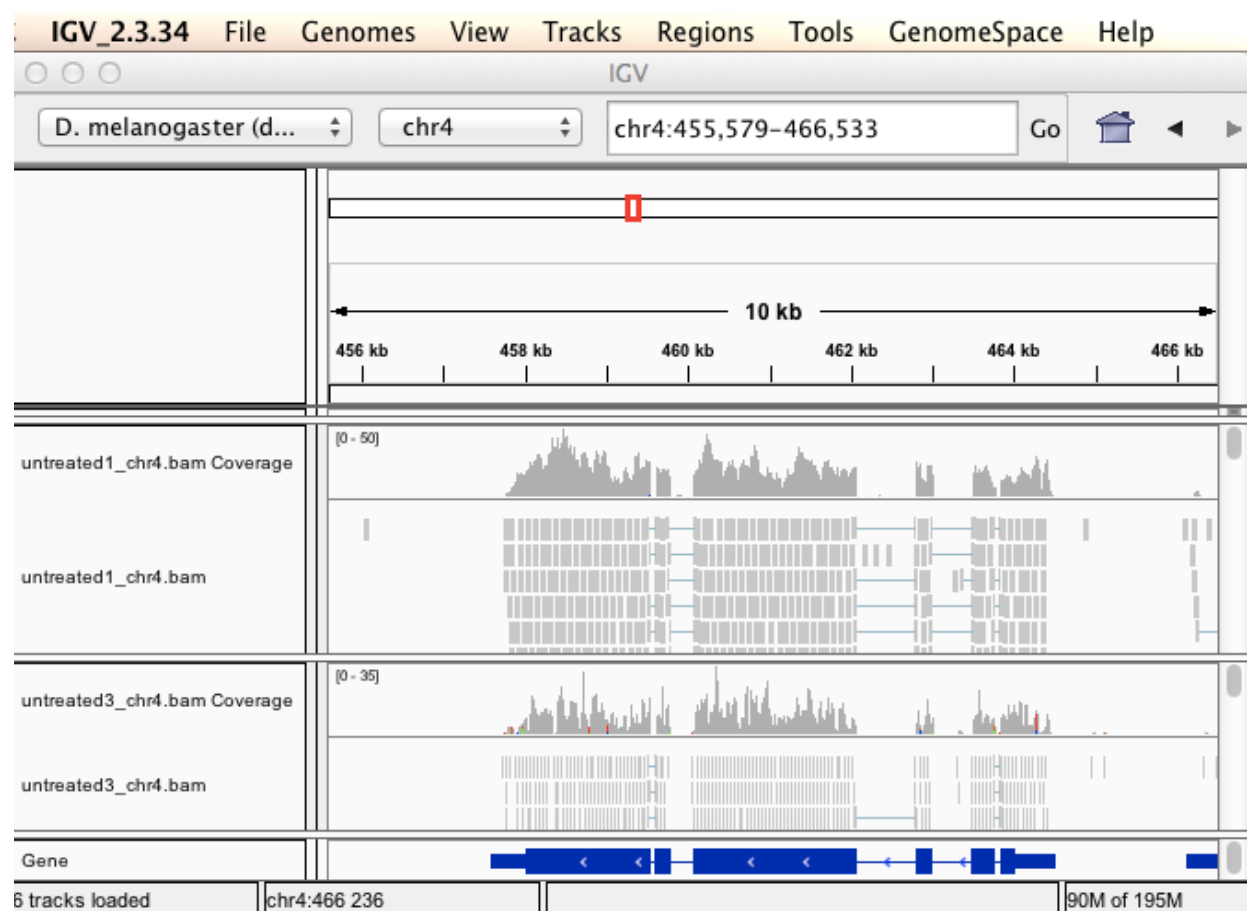 IGV_2.3.34 File Genomes View Tracks Regions Tools GenomeSpace Help
IGV
D. melanogaster (d... chr4 chr4:455,579-466,533 Go
10 kb
456 kb 458 kb 460 kb 462 kb 464 kb 466 kb
[0 - 50]
untreated1_chr4.bam Coverage
untreated1_chr4.bam
[0 - 35]
untreated3_chr4.bam Coverage
untreated3_chr4.bam
Gene
6 tracks loaded chr4:466 236 90M of 195M